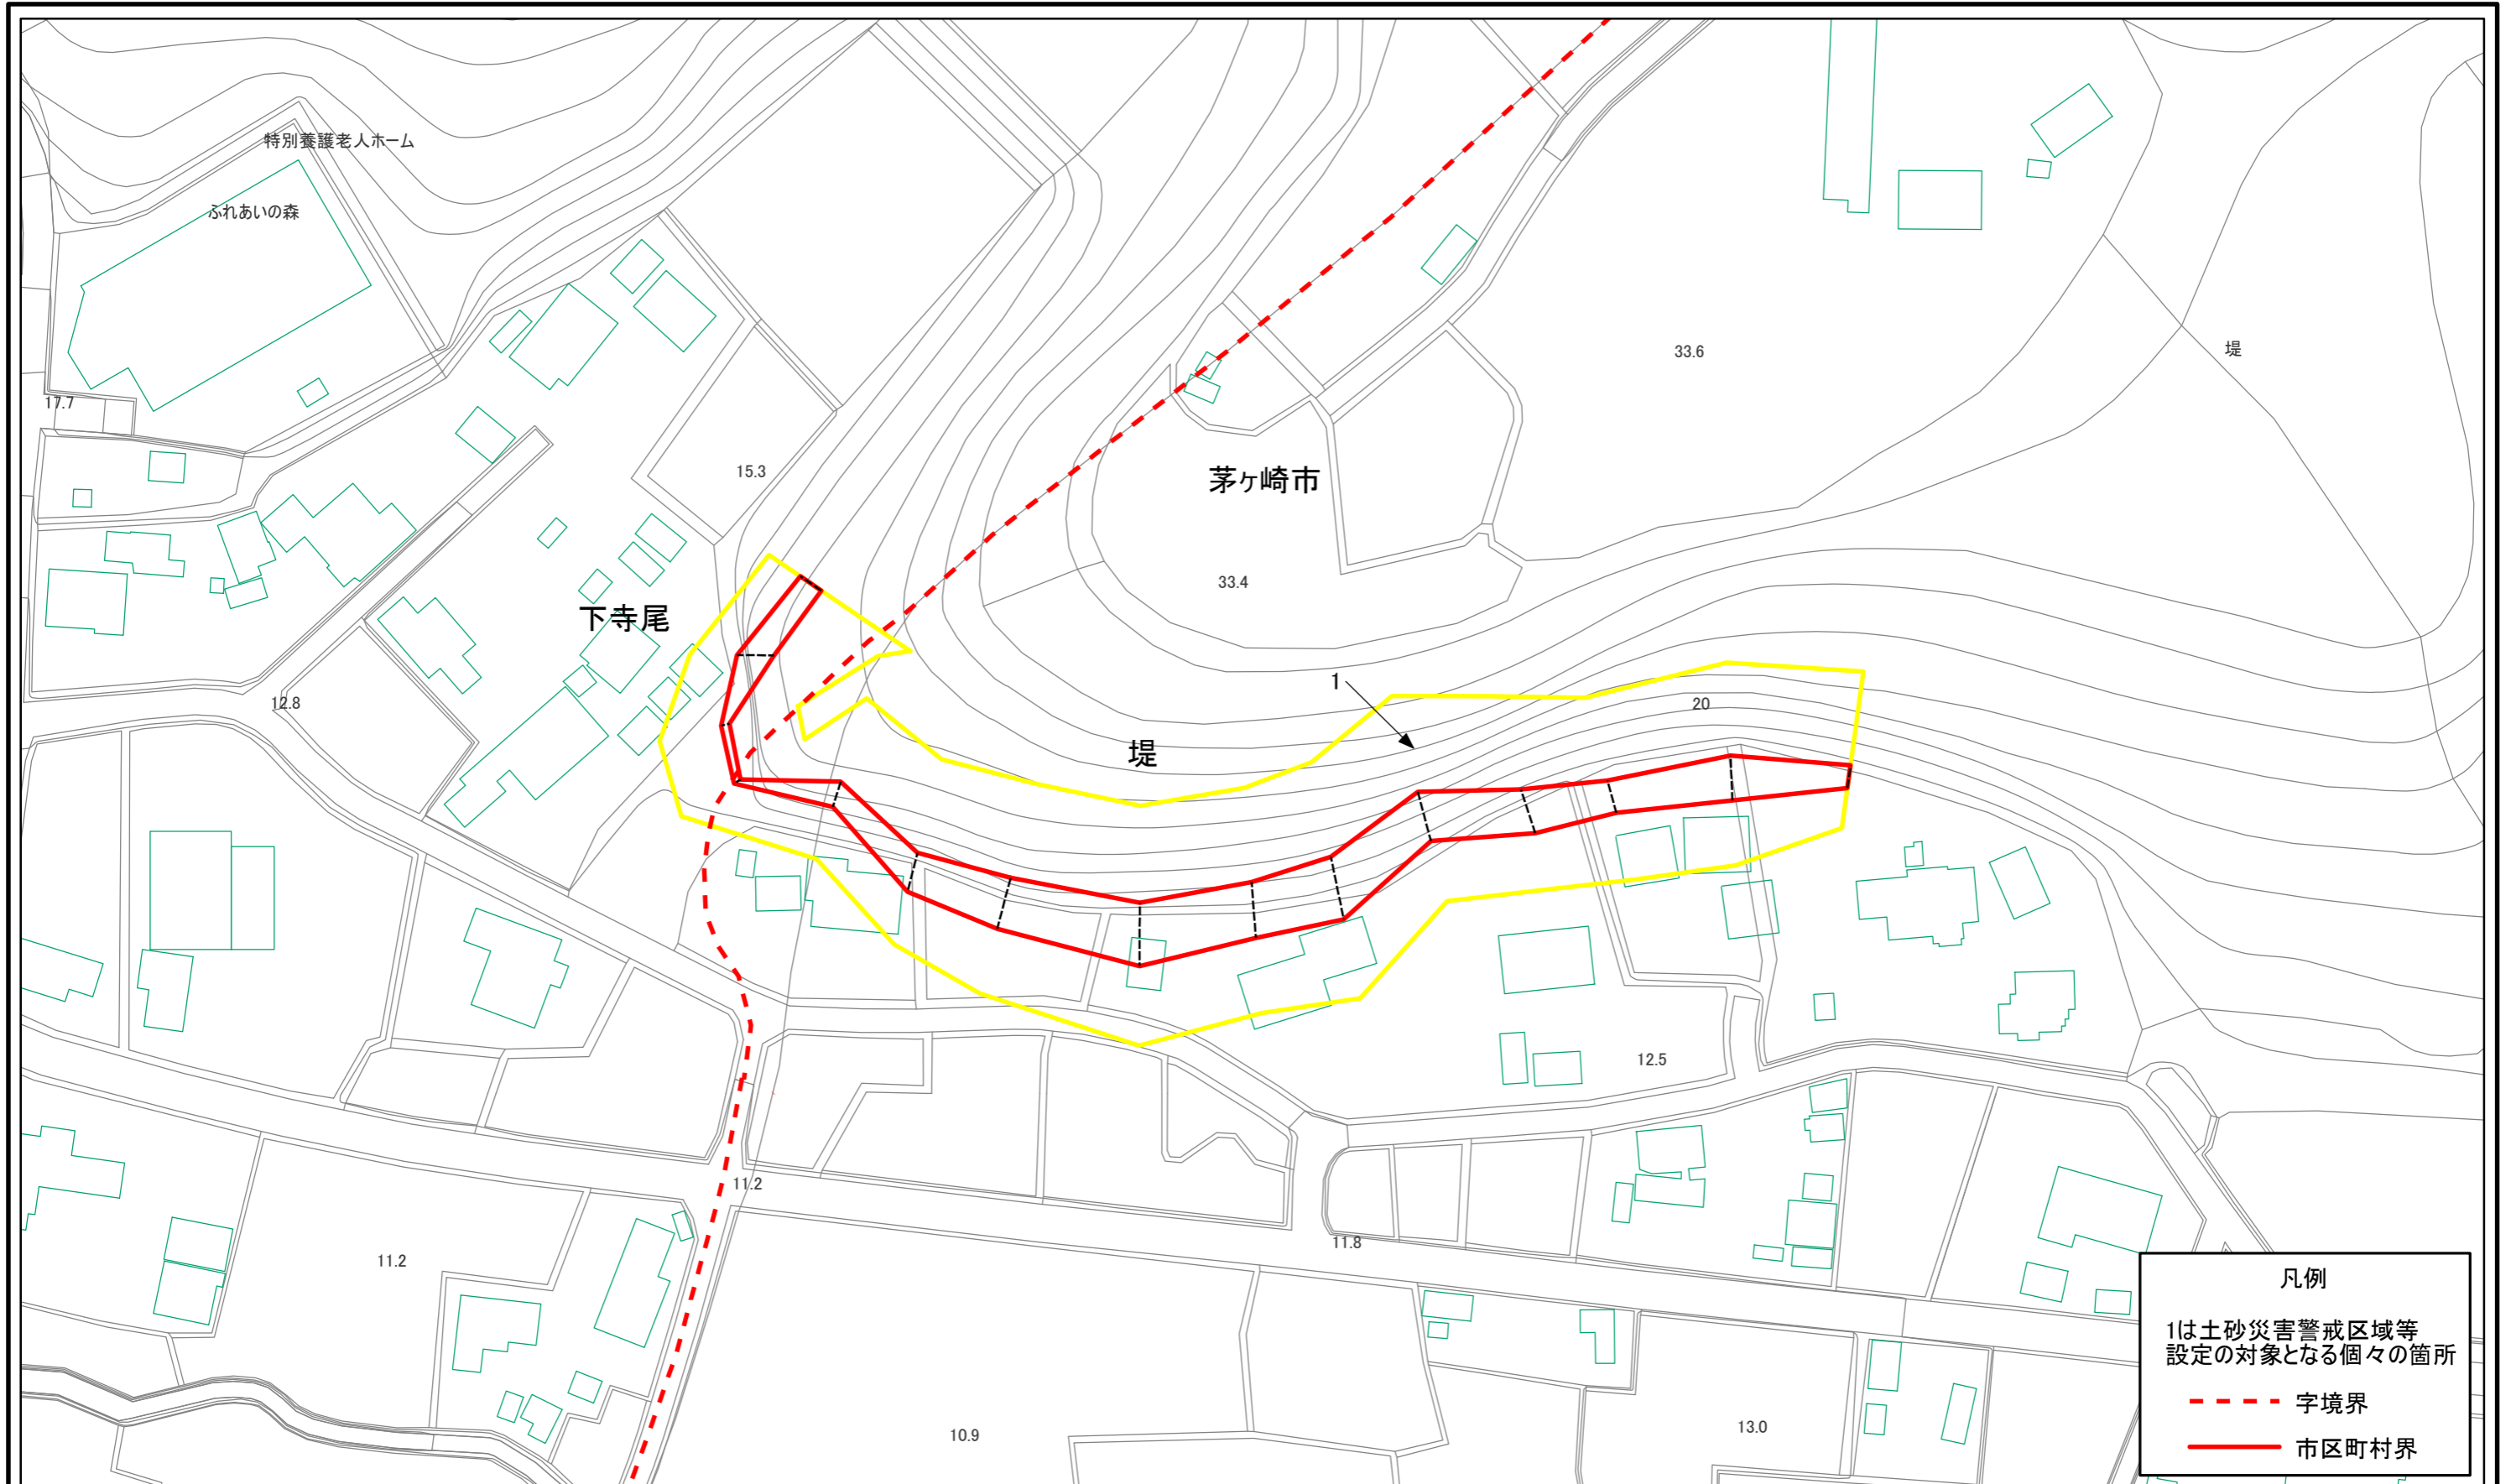 特別養護老人ホーム
ふれあいの森
33.6
堤
17.7
15.3
茅ヶ崎市
33.4
下寺尾
1
12.8
20
堤
12.5
11.2
11.8
11.2
10.9
13.0
凡例
1は土砂災害警戒区域等
設定の対象となる個々の箇所
字境界
市区町村界